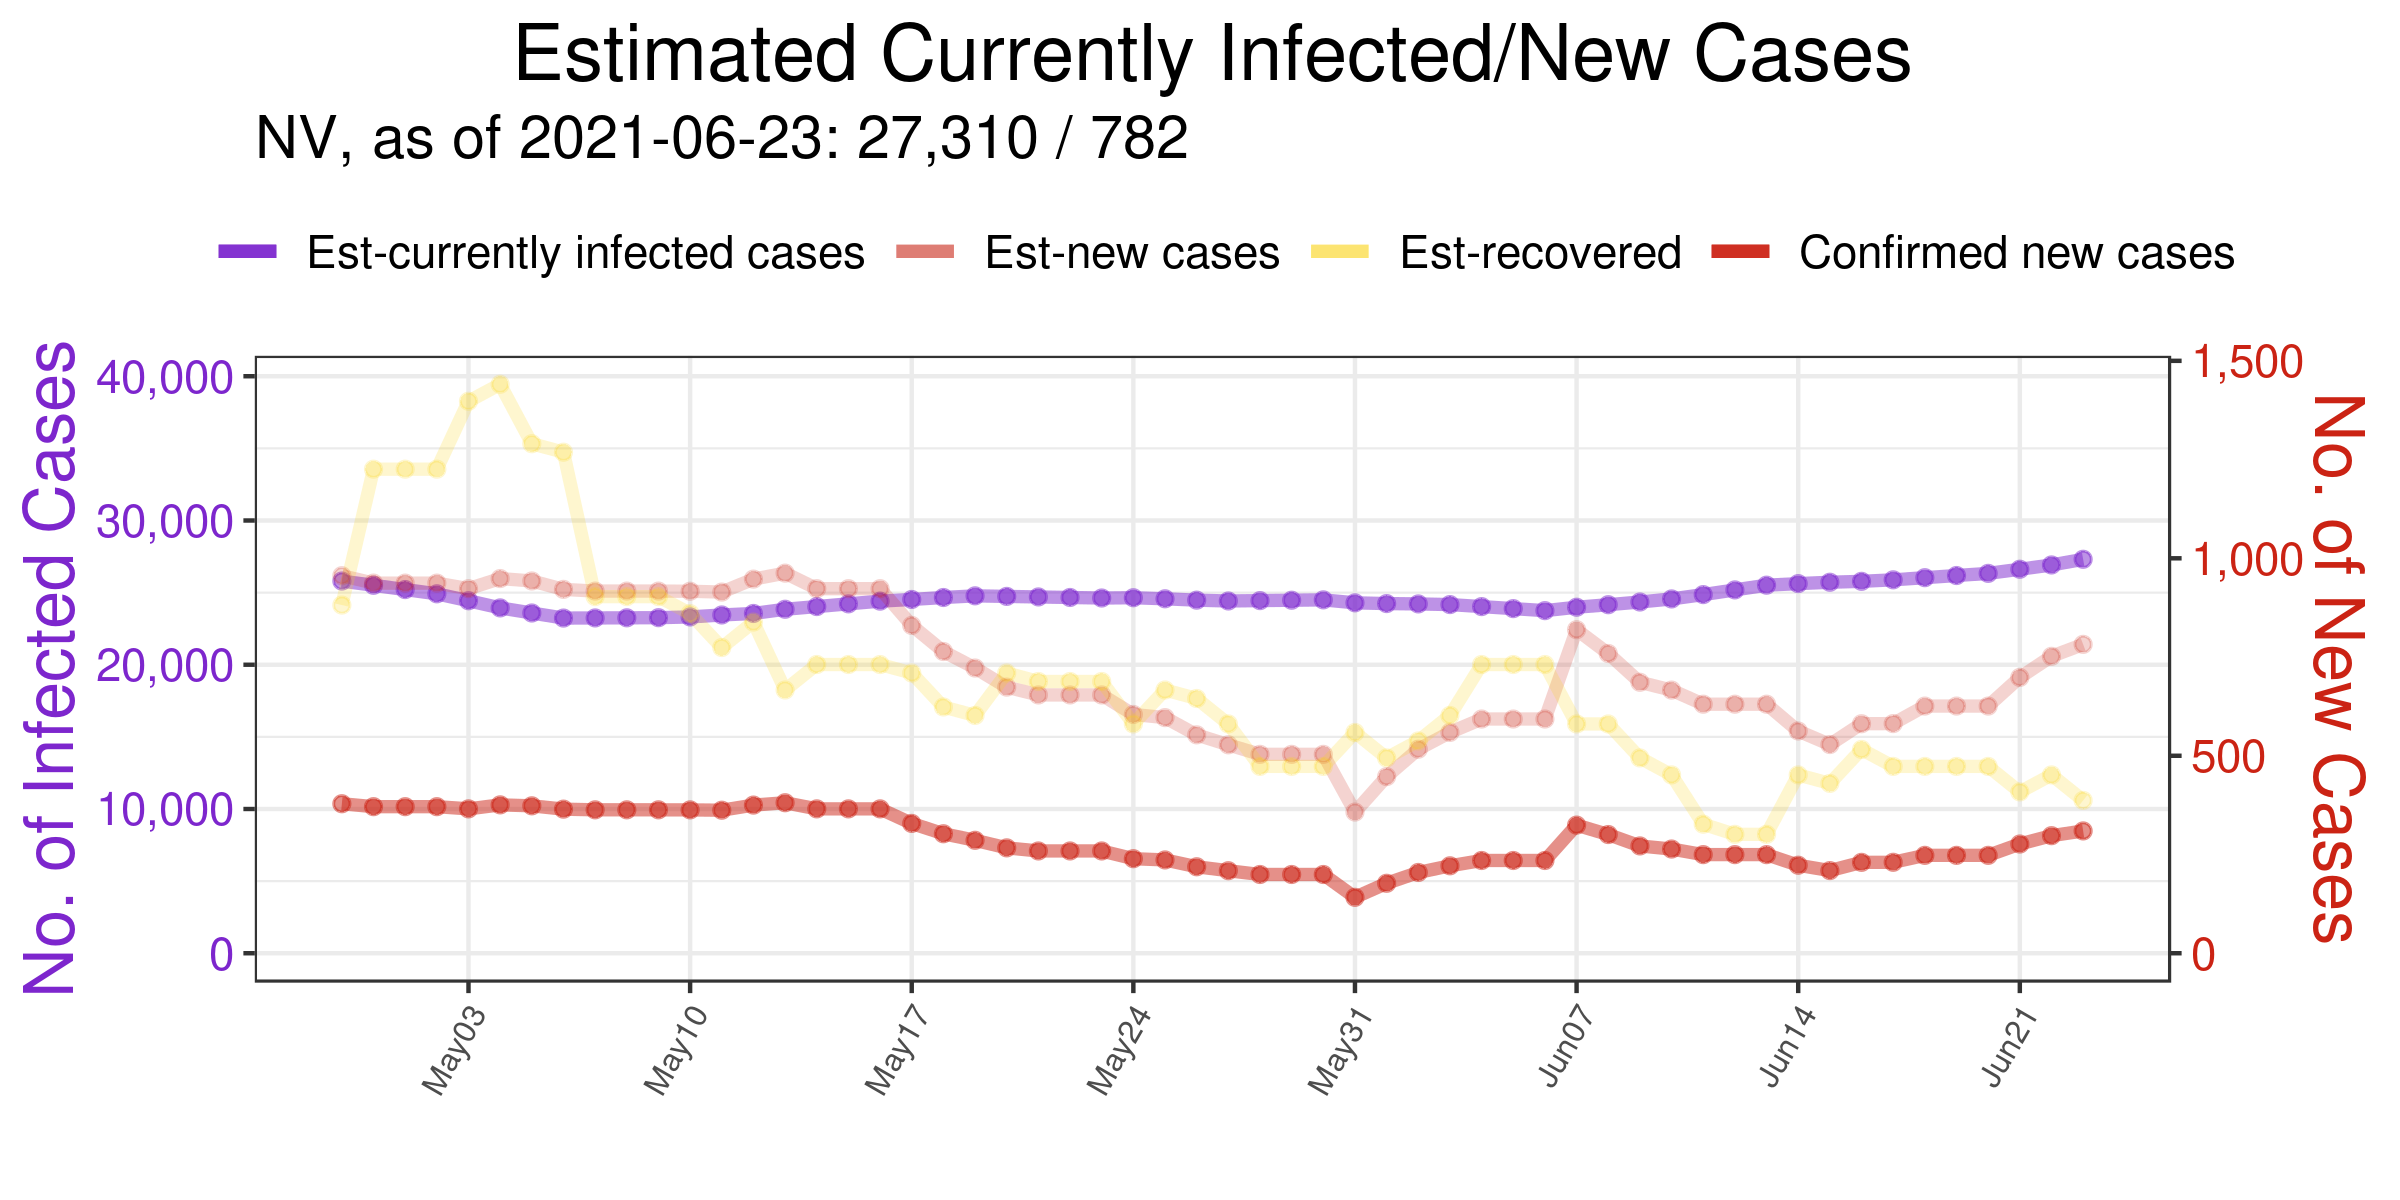 Estimated Currently Infected/New Cases
NV, as of 2021-06-23: 27,310 / 782
Est-currently infected cases Est-new cases Est-recovered Confirmed new cases
No. of Infected Cases
40,000
30,000
20,000
10,000
0
1,500
1,000
500
0
No. of New Cases
May03 May10 May17 May24 May31 Jun07 Jun14 Jun21